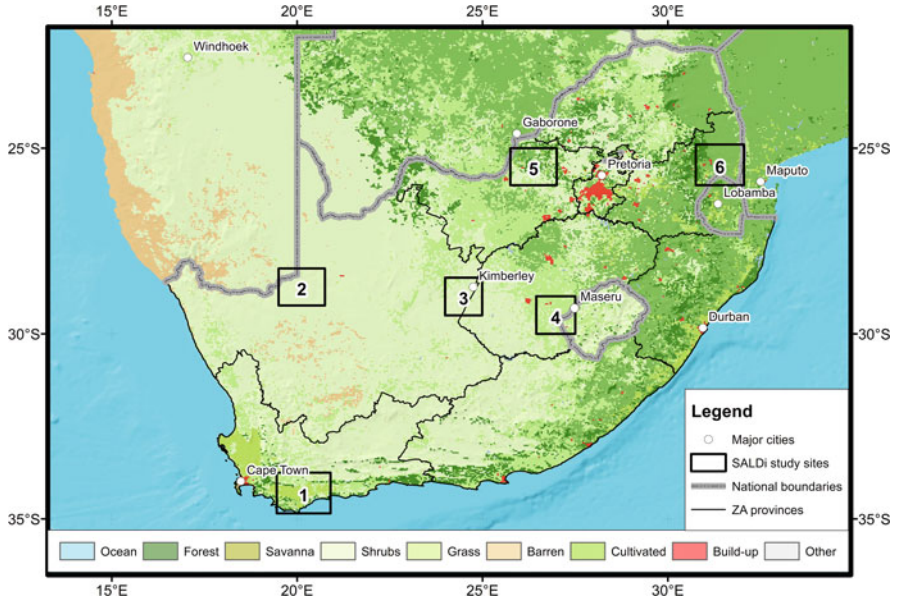 15°E 20°E 25°E 30°E
Windhoek
Gaborone
25°S 25°S
5 Pretoria 6 Maputo
Lobamba
2 3 Kimberley
4 Maseru
30°S Durban 30°S
Legend
Major cities
SALDi study sites
National boundaries
ZA provinces
Cape Town
1
35°S 35°S
Ocean Forest Savanna Shrubs Grass Barren Cultivated Build-up Other
15°E 20°E 25°E 30°E